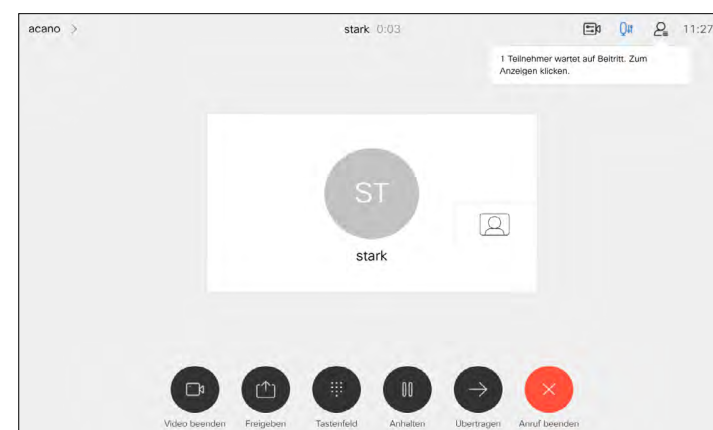 acano >
stark 0:03
11:27
1 Teilnehmer wartet auf Beitritt. Zum
Anzeigen klicken.
ST
stark
Video beenden
Freigeben
Tastenfeld
Anhalten
Übertragen
Anruf beenden